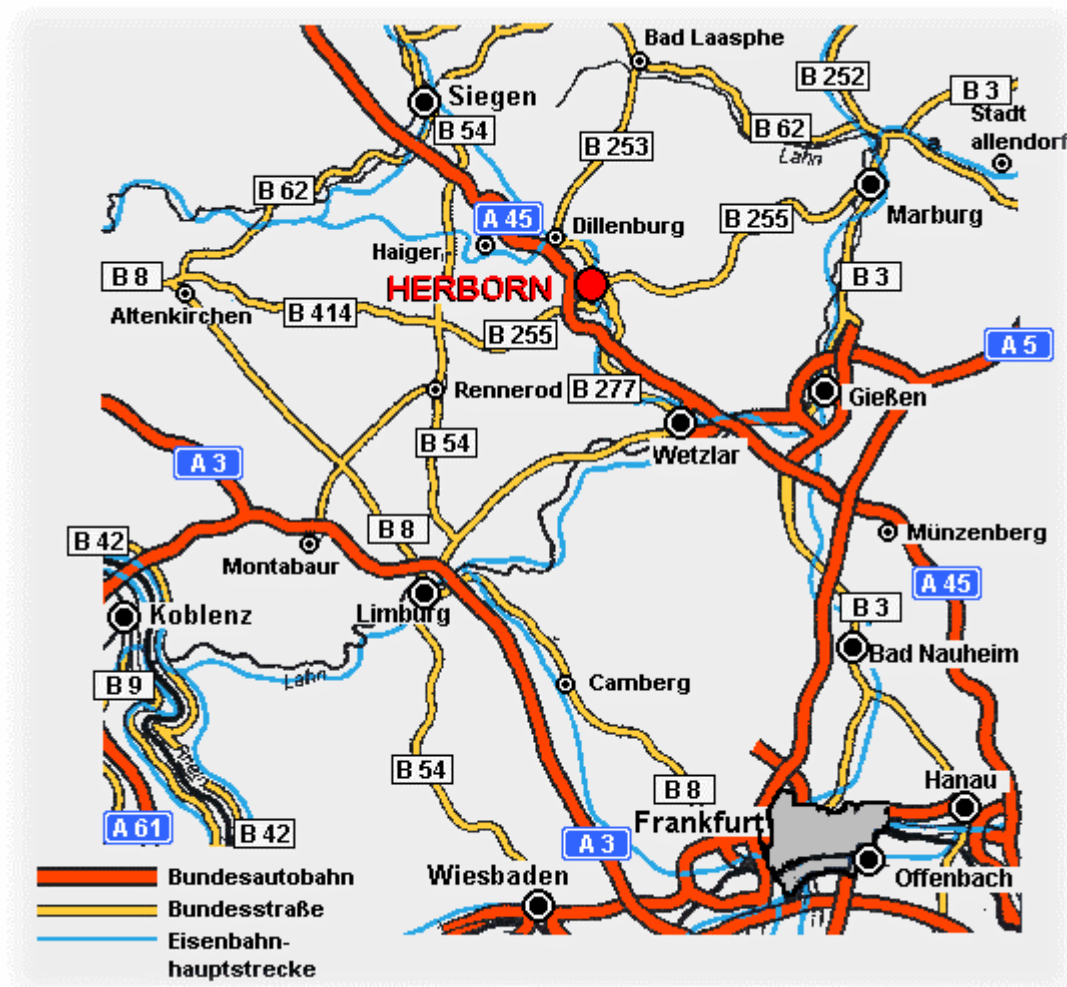 Bad Laasphe
B 252
B 3
Siegen
Stadt
allendorf
B 54
B 62
B 253
Lahn
B 62
Marburg
A 45
B 255
Dillenburg
Haiger
B 8
B 3
HERBORN
Altenkirchen
B 414
B 255
A 5
Rennerod
B 277
Gießen
B 54
Wetzlar
A 3
B 8
Münzenberg
B 42
Montabaur
A 45
Koblenz
Limburg
B 3
Bad Nauheim
Lahn
B 9
Camberg
B 54
Rhein
Hanau
B 8
A 61
B 42
Frankfurt
A 3
Wiesbaden
Offenbach
Bundesautobahn
Bundesstraße
Eisenbahn-
hauptstrecke